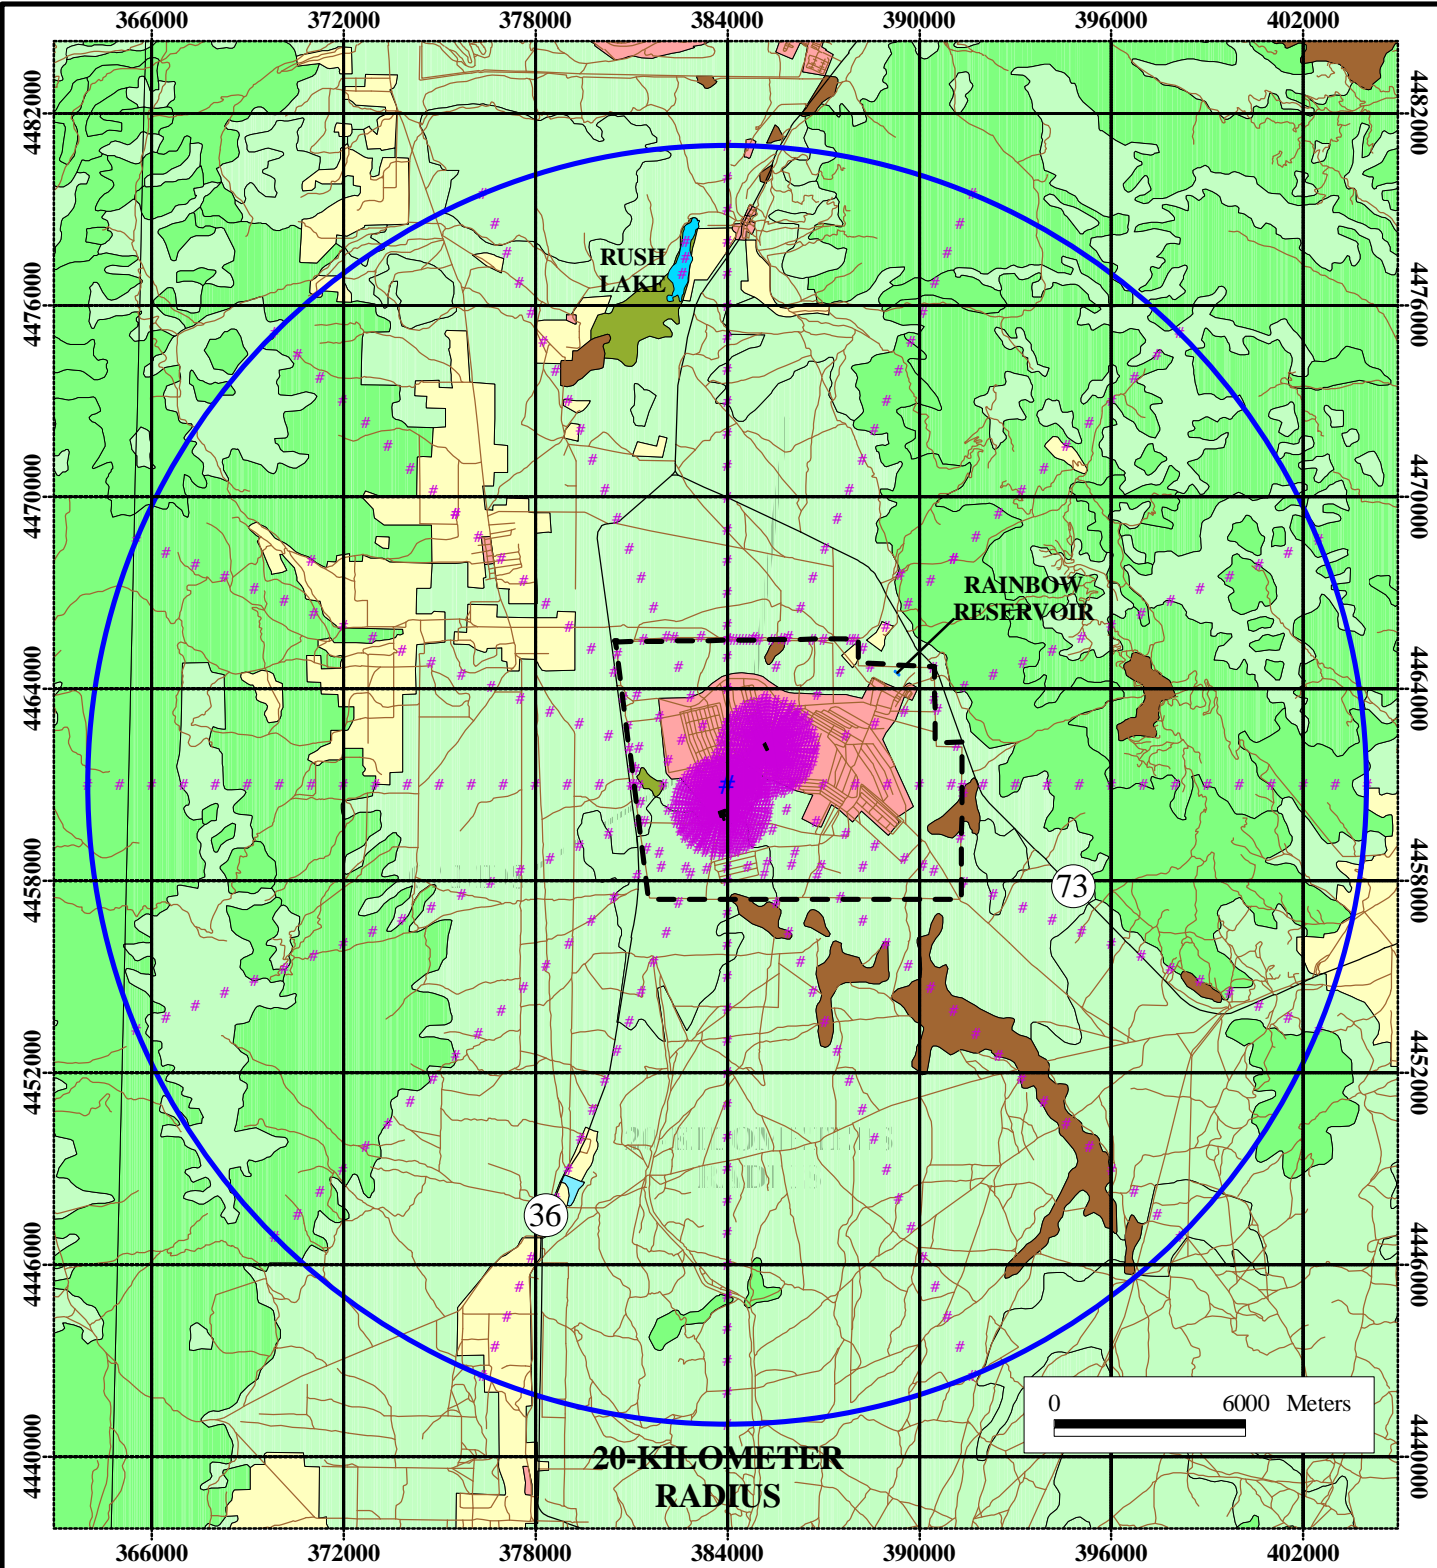 366000 372000 378000 384000 390000 396000 402000
4482000 4482000
RUSH
LAKE
4476000 4476000
4470000 4470000
RAINBOW
RESERVOIR
4464000 4464000
4458000 4458000
73
4452000 4452000
36
4446000 4446000
0 6000 Meters
20-KILOMETER
RADIUS
4440000 4440000
366000 372000 378000 384000 390000 396000 402000